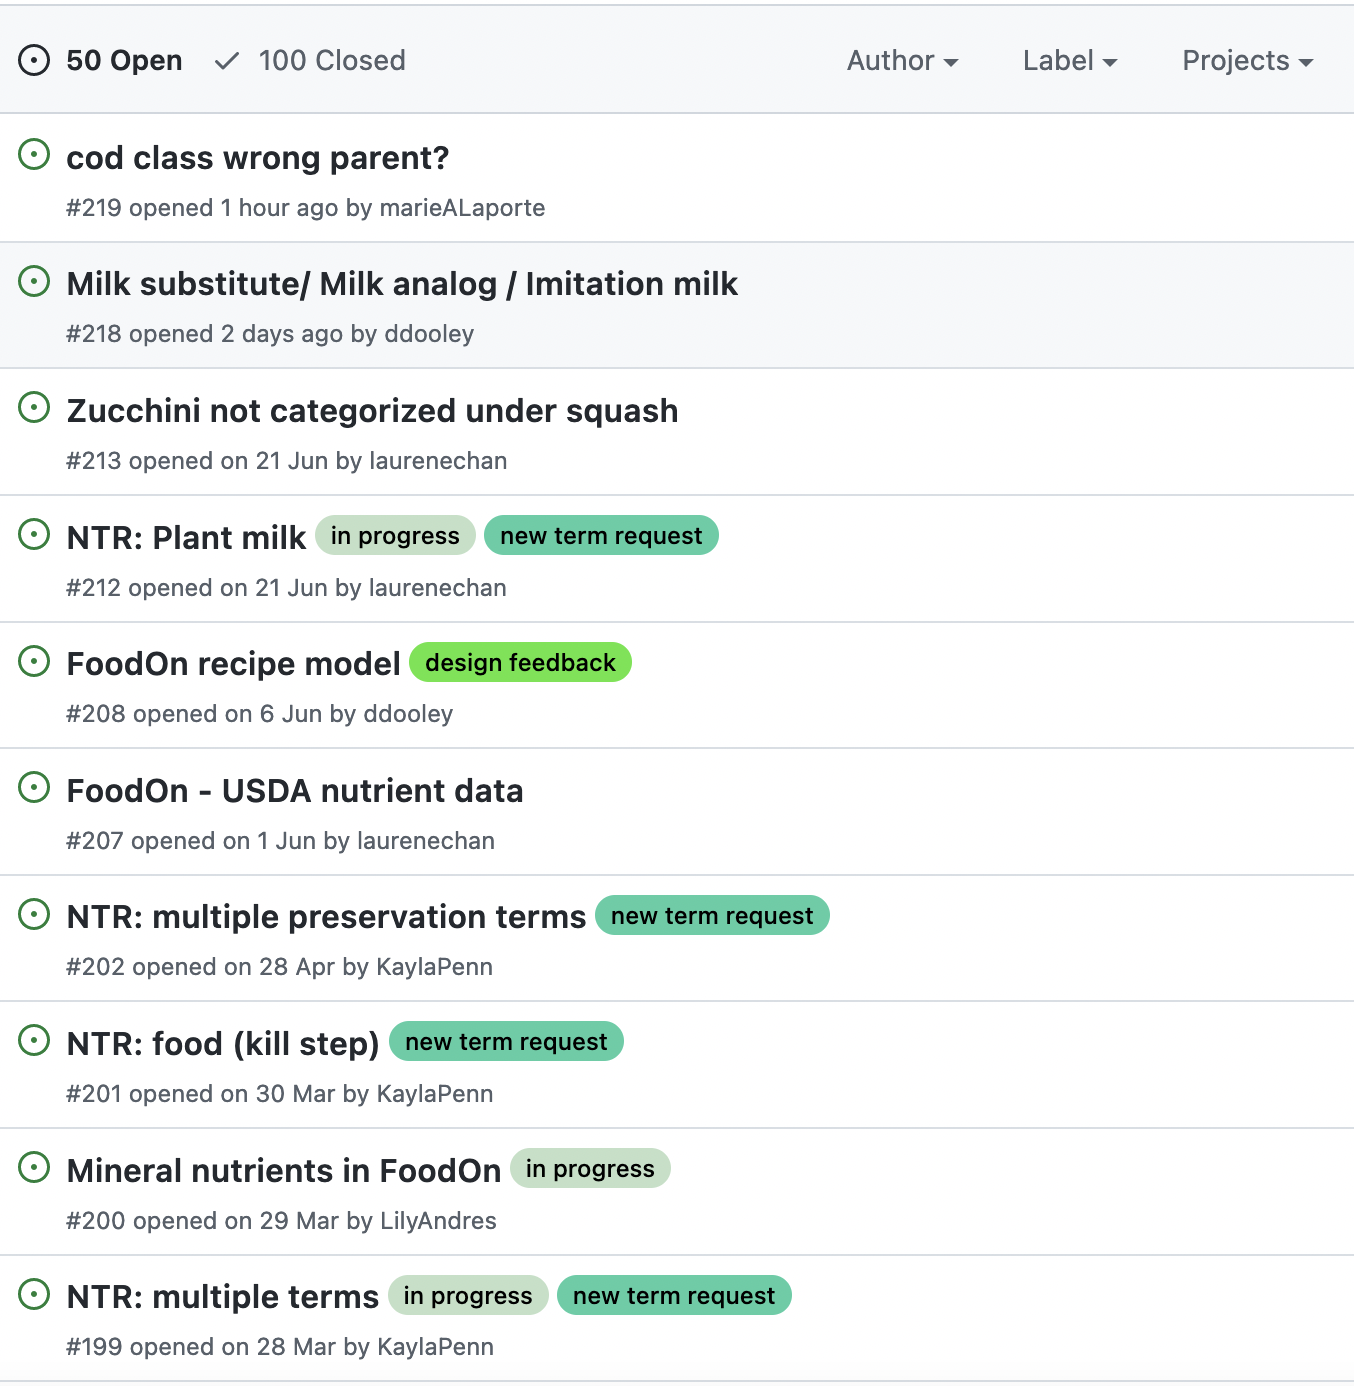 50 Open 100 Closed Author Label Projects
cod class wrong parent?
#219 opened 1 hour ago by marieALaporte
Milk substitute/ Milk analog / Imitation milk
#218 opened 2 days ago by ddooley
Zucchini not categorized under squash
#213 opened on 21 Jun by laurenechan
NTR: Plant milk in progress new term request
#212 opened on 21 Jun by laurenechan
FoodOn recipe model design feedback
#208 opened on 6 Jun by ddooley
FoodOn - USDA nutrient data
#207 opened on 1 Jun by laurenechan
NTR: multiple preservation terms new term request
#202 opened on 28 Apr by KaylaPenn
NTR: food (kill step) new term request
#201 opened on 30 Mar by KaylaPenn
Mineral nutrients in FoodOn in progress
#200 opened on 29 Mar by LilyAndres
NTR: multiple terms in progress new term request
#199 opened on 28 Mar by KaylaPenn